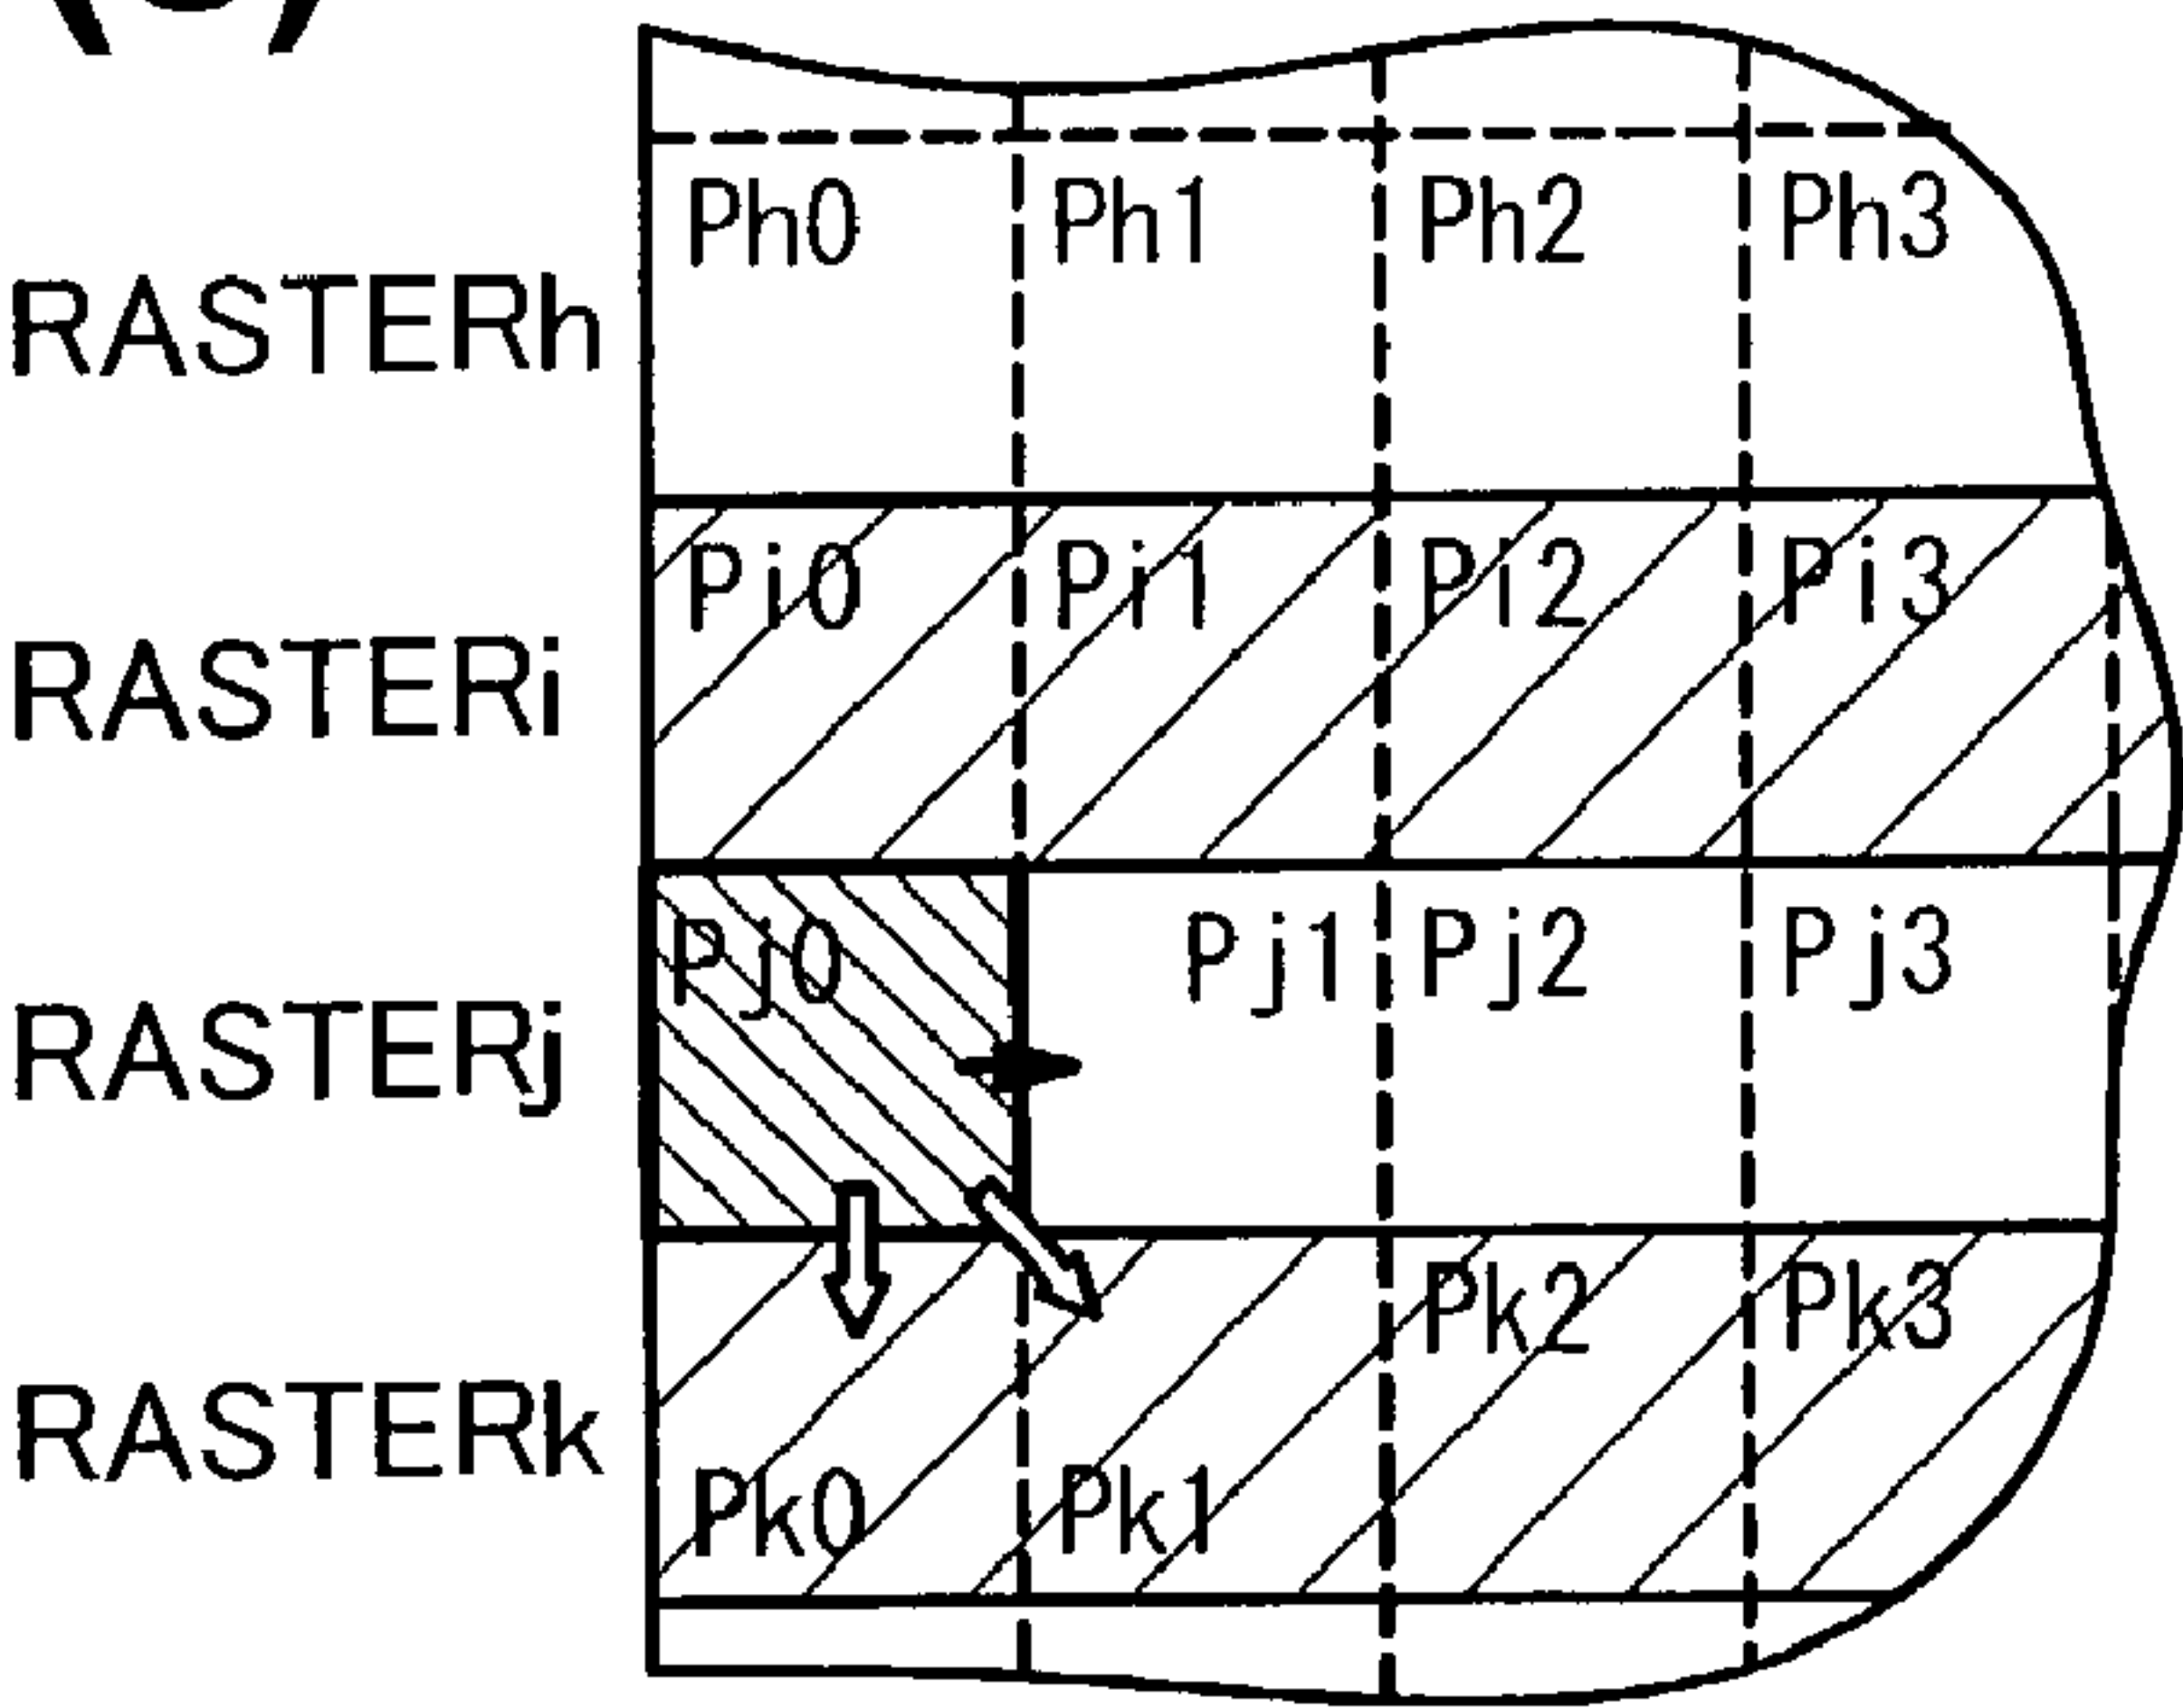 Ph0 Ph1 Ph2 Ph3
RASTERh
Pi0 Pi1 Pi2 Pi3
RASTERi
Pj0 Pj1 Pj2 Pj3
RASTERj
Pk2 Pk3
RASTERk
Pk0 Pk1